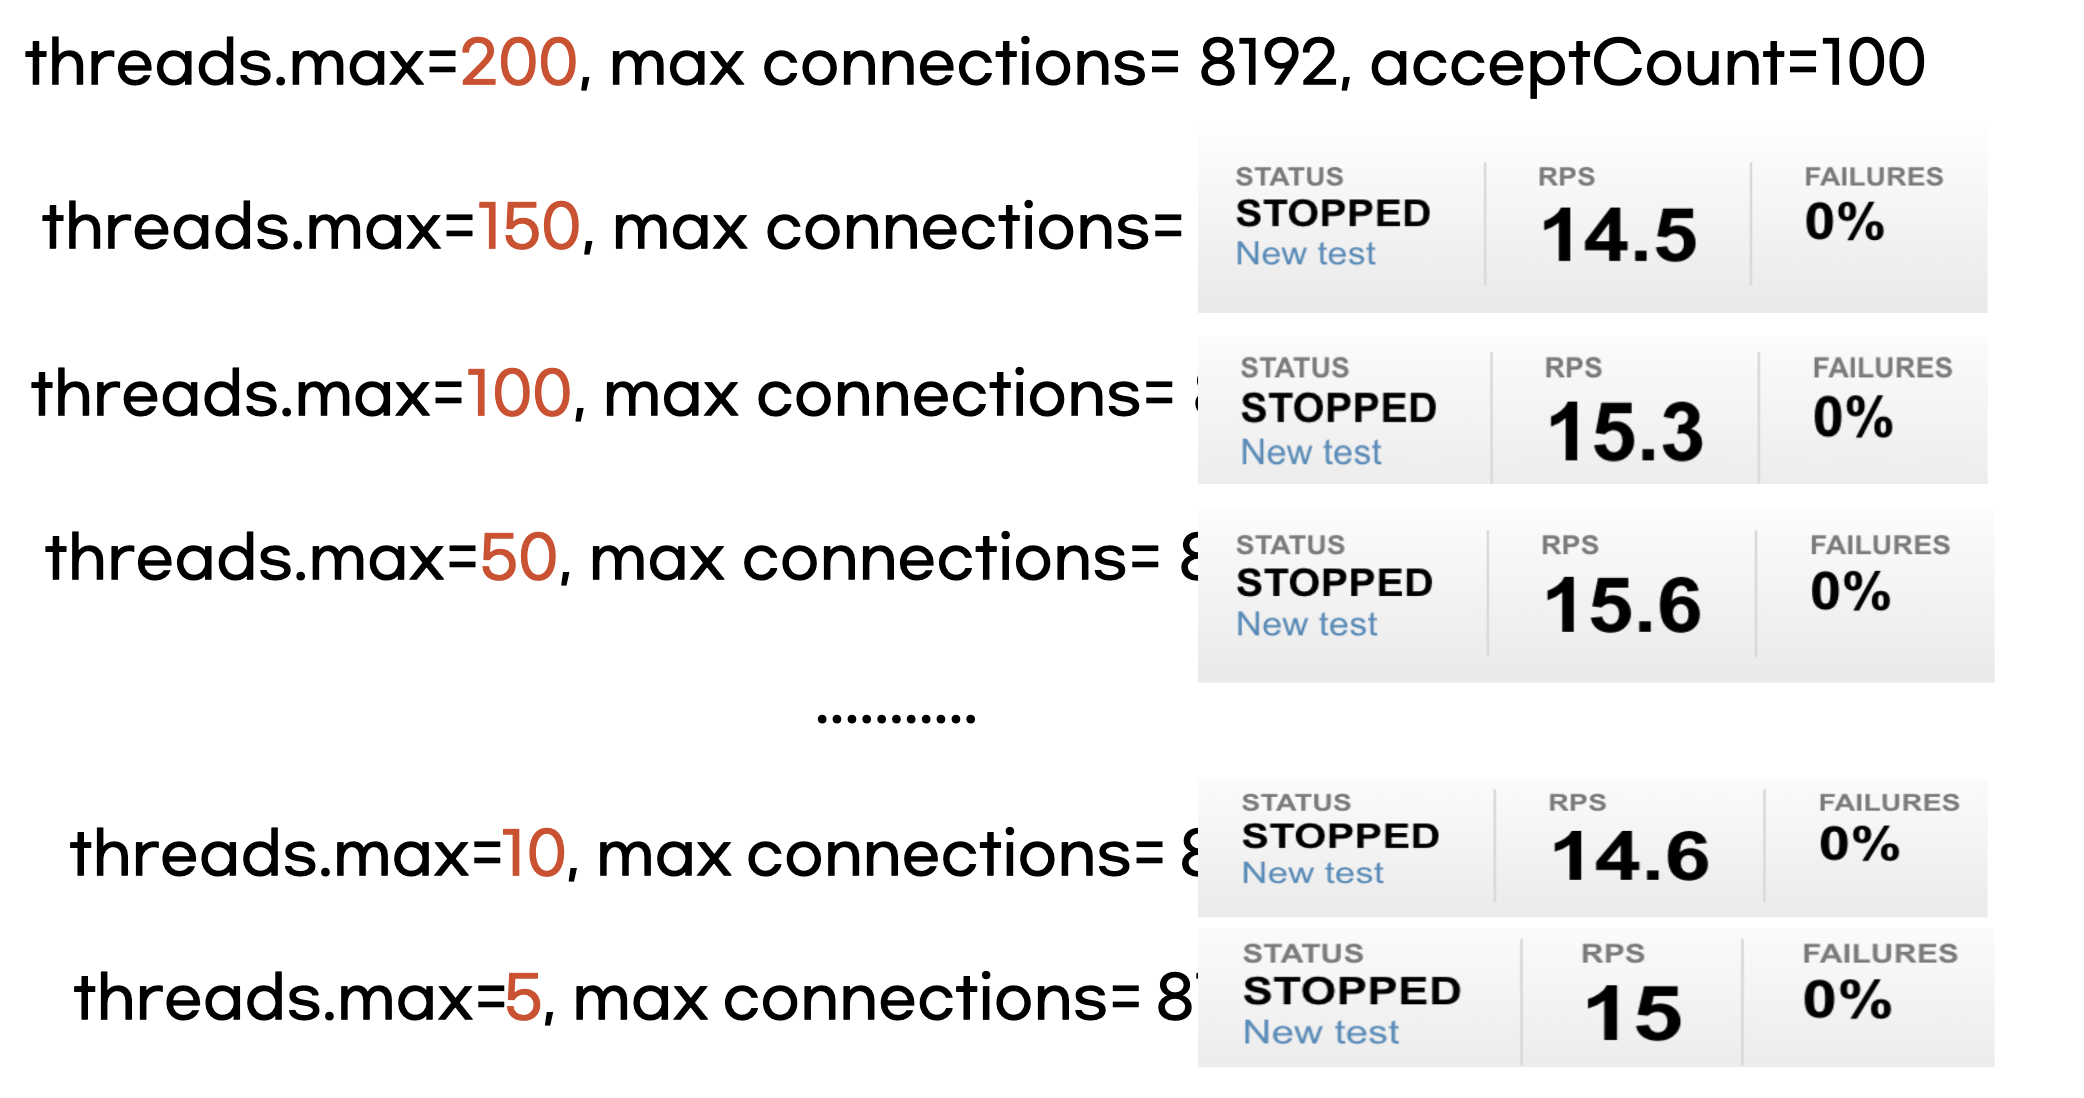 threads.max=200, max connections= 8192, acceptCount=100
threads.max=150, max connections=
STATUS RPS FAILURES
STOPPED 14.5 0%
New test
threads.max=100, max connections=
STATUS RPS FAILURES
STOPPED 15.3 0%
New test
threads.max=50, max connections= 8
STATUS RPS FAILURES
STOPPED 15.6 0%
New test
...........
threads.max=10, max connections= 8
STATUS RPS FAILURES
STOPPED 14.6 0%
New test
threads.max=5, max connections= 81
STATUS RPS FAILURES
STOPPED 15 0%
New test